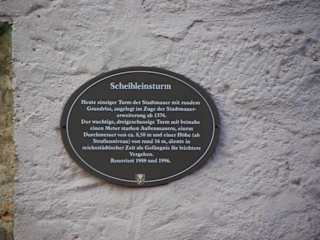 Scheibleinsturm
Heute einziger Turm der Stadtmauer mit rundem
Grundriss, angelegt im Zuge der Stadtmauer-
erweiterung ab 1376.
Der wuchtige, dreigeschossige Turm mit beinahe
einen Meter starken Außenmauern, einem
Durchmesser von ca. 8,50 m und einer Höhe (ab
Straßenniveau) von rund 16 m, diente in
reichsstädtischer Zeit als Gefängnis für leichtere
Vergehen.
Renoviert 1989 und 1996.